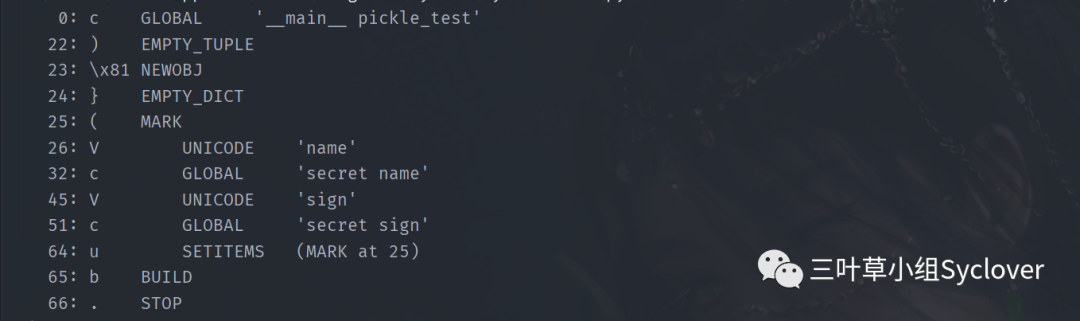 0: c    GLOBAL     '__main__ pickle_test'
22: )    EMPTY_TUPLE
23: \x81 NEWOBJ
24: }    EMPTY_DICT
25: (    MARK
26: V        UNICODE    'name'
32: c        GLOBAL     'secret name'
45: V        UNICODE    'sign'
51: c        GLOBAL     'secret sign'
64: u        SETITEMS   (MARK at 25)
65: b    BUILD
66: .    STOP
三叶草小组Syclover